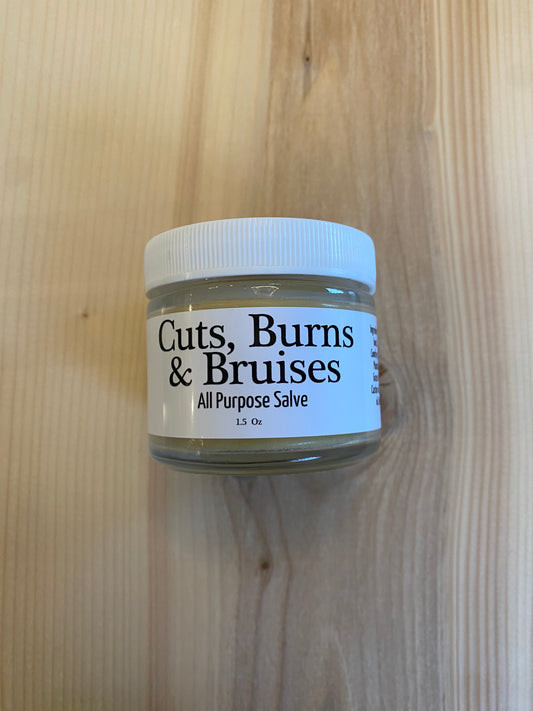 Cuts, Burns
& Bruises
All Purpose Salve
1.5 Oz